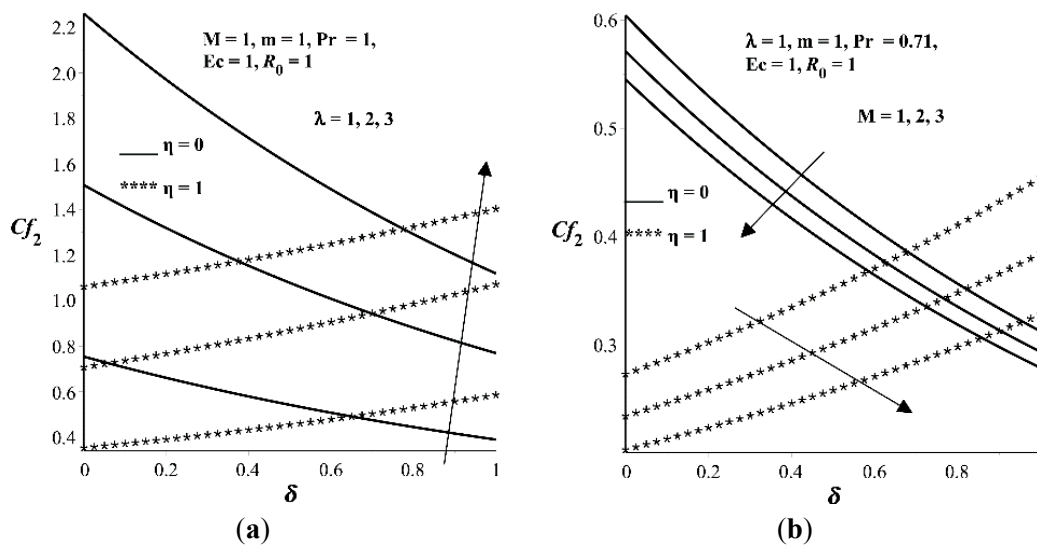 2.2
2.0
1.8
1.6
1.4
1.2
1.0
0.8
0.6
0.4
Cf₂
M = 1, m = 1, Pr = 1,
Ec = 1, R₀ = 1
λ = 1, 2, 3
η = 0
**** η = 1
0 0.2 0.4 0.6 0.8 1
δ
(a)
0.6
0.5
0.4
0.3
Cf₂
λ = 1, m = 1, Pr = 0.71,
Ec = 1, R₀ = 1
M = 1, 2, 3
η = 0
**** η = 1
0 0.2 0.4 0.6 0.8 1
δ
(b)